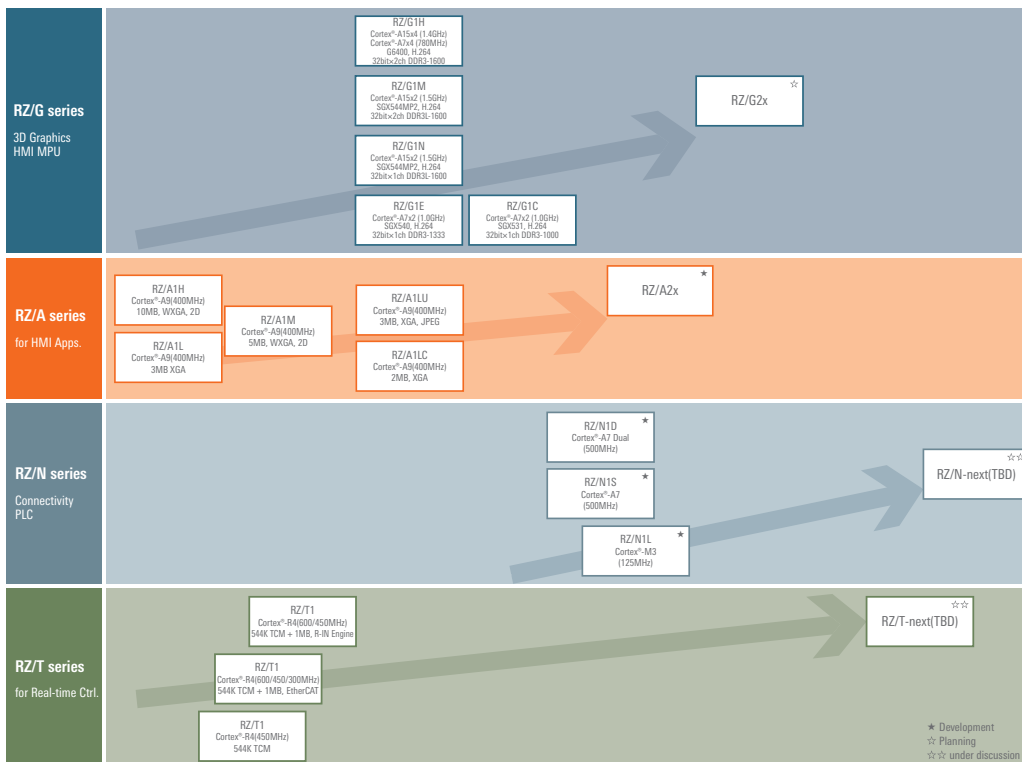 RZ/G series
3D Graphics
HMI MPU
RZ/G1H
Cortex®-A15x4 (1.4GHz)
Cortex®-A7x4 (780MHz)
G6400, H.264
32bit×2ch DDR3-1600
RZ/G1M
Cortex®-A15x2 (1.5GHz)
SGX544MP2, H.264
32bit×2ch DDR3L-1600
RZ/G1N
Cortex®-A15x2 (1.5GHz)
SGX544MP2, H.264
32bit×1ch DDR3L-1600
RZ/G1E
Cortex®-A7x2 (1.0GHz)
SGX540, H.264
32bit×1ch DDR3-1333
RZ/G1C
Cortex®-A7x2 (1.0GHz)
SGX531, H.264
32bit×1ch DDR3-1000
☆
RZ/G2x
RZ/A series
for HMI Apps.
RZ/A1H
Cortex®-A9(400MHz)
10MB, WXGA, 2D
RZ/A1L
Cortex®-A9(400MHz)
3MB XGA
RZ/A1M
Cortex®-A9(400MHz)
5MB, WXGA, 2D
RZ/A1LU
Cortex®-A9(400MHz)
3MB, XGA, JPEG
RZ/A1LC
Cortex®-A9(400MHz)
2MB, XGA
★
RZ/A2x
RZ/N series
Connectivity
PLC
RZ/N1D ★
Cortex®-A7 Dual
(500MHz)
RZ/N1S ★
Cortex®-A7
(500MHz)
RZ/N1L ★
Cortex®-M3
(125MHz)
☆☆
RZ/N-next(TBD)
RZ/T series
for Real-time Ctrl.
RZ/T1
Cortex®-R4(600/450MHz)
544K TCM + 1MB, R-IN Engine
RZ/T1
Cortex®-R4(600/450/300MHz)
544K TCM + 1MB, EtherCAT
RZ/T1
Cortex®-R4(450MHz)
544K TCM
☆☆
RZ/T-next(TBD)
★ Development
☆ Planning
☆☆ under discussion